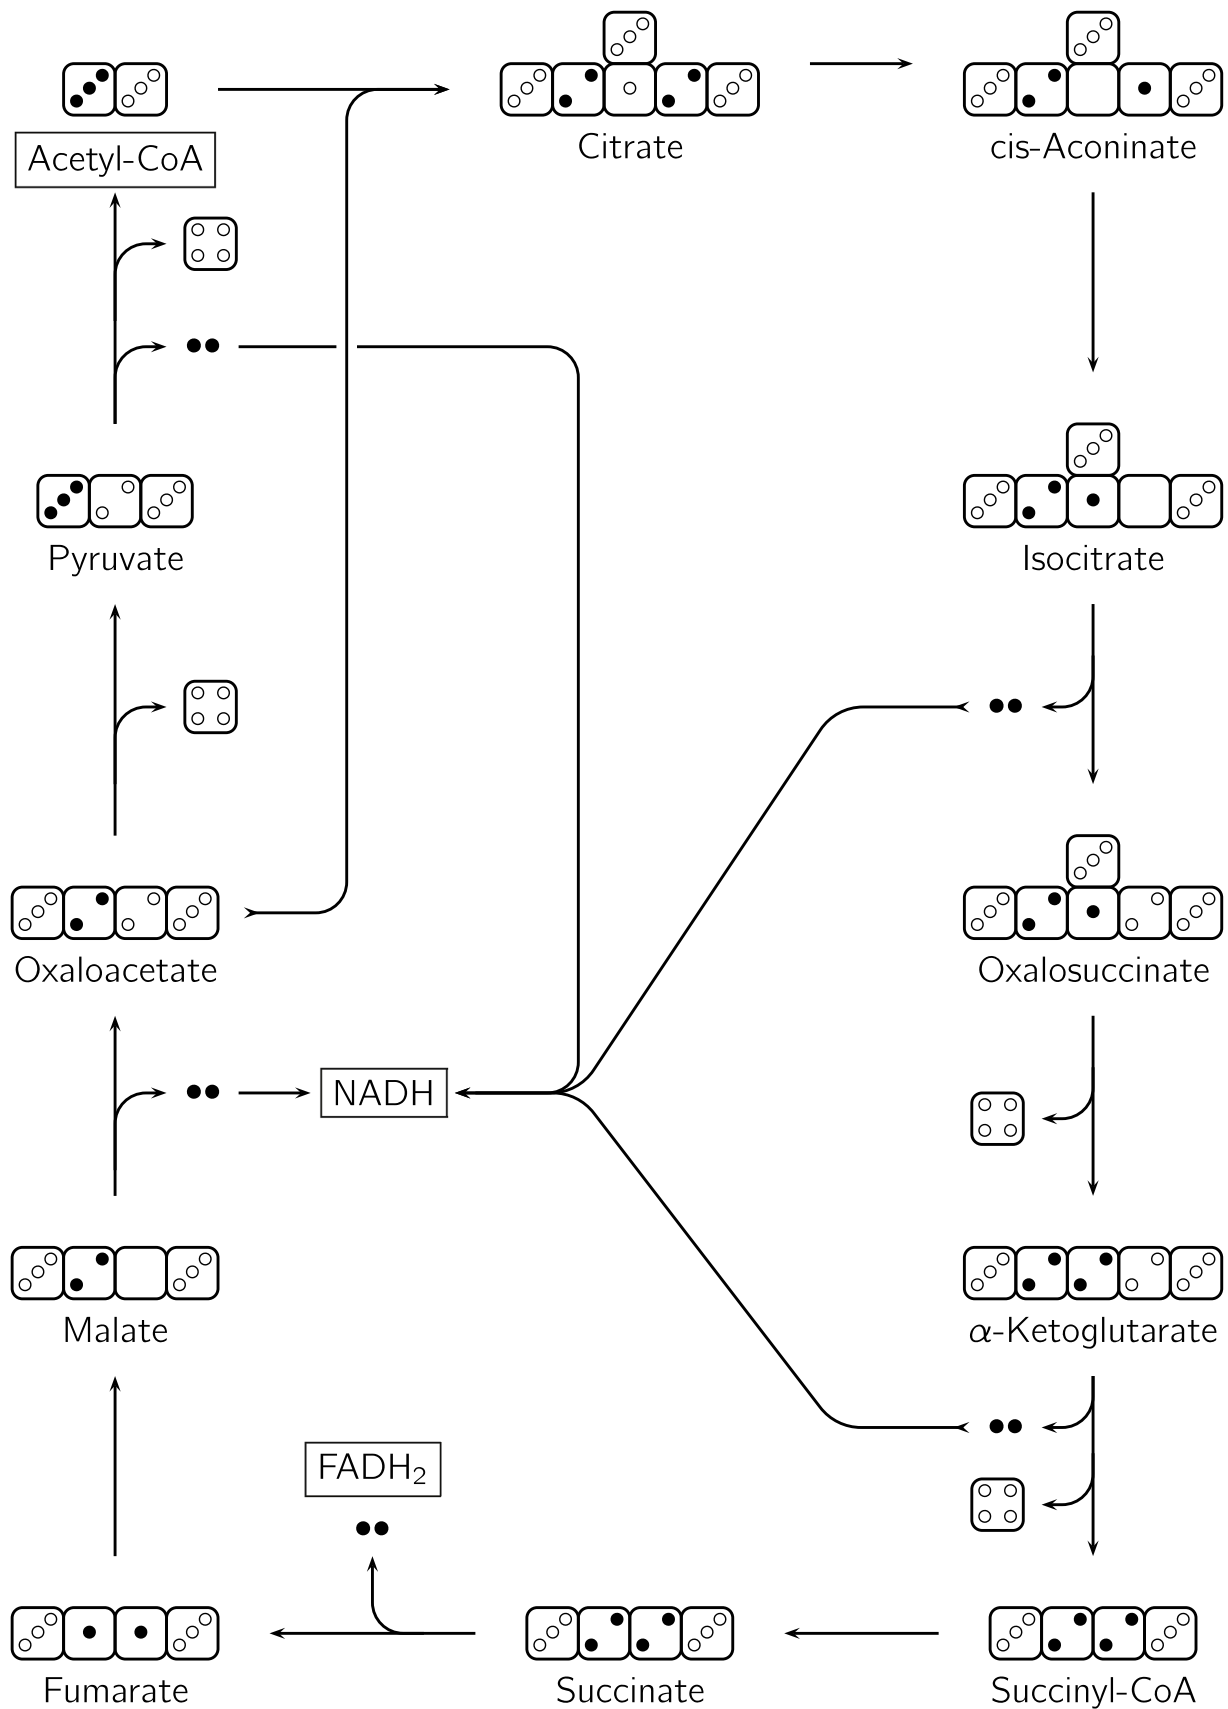 Citrate
cis-Aconinate
Acetyl-CoA
Pyruvate
Isocitrate
Oxaloacetate
Oxalosuccinate
NADH
Malate
α-Ketoglutarate
FADH₂
Fumarate
Succinate
Succinyl-CoA